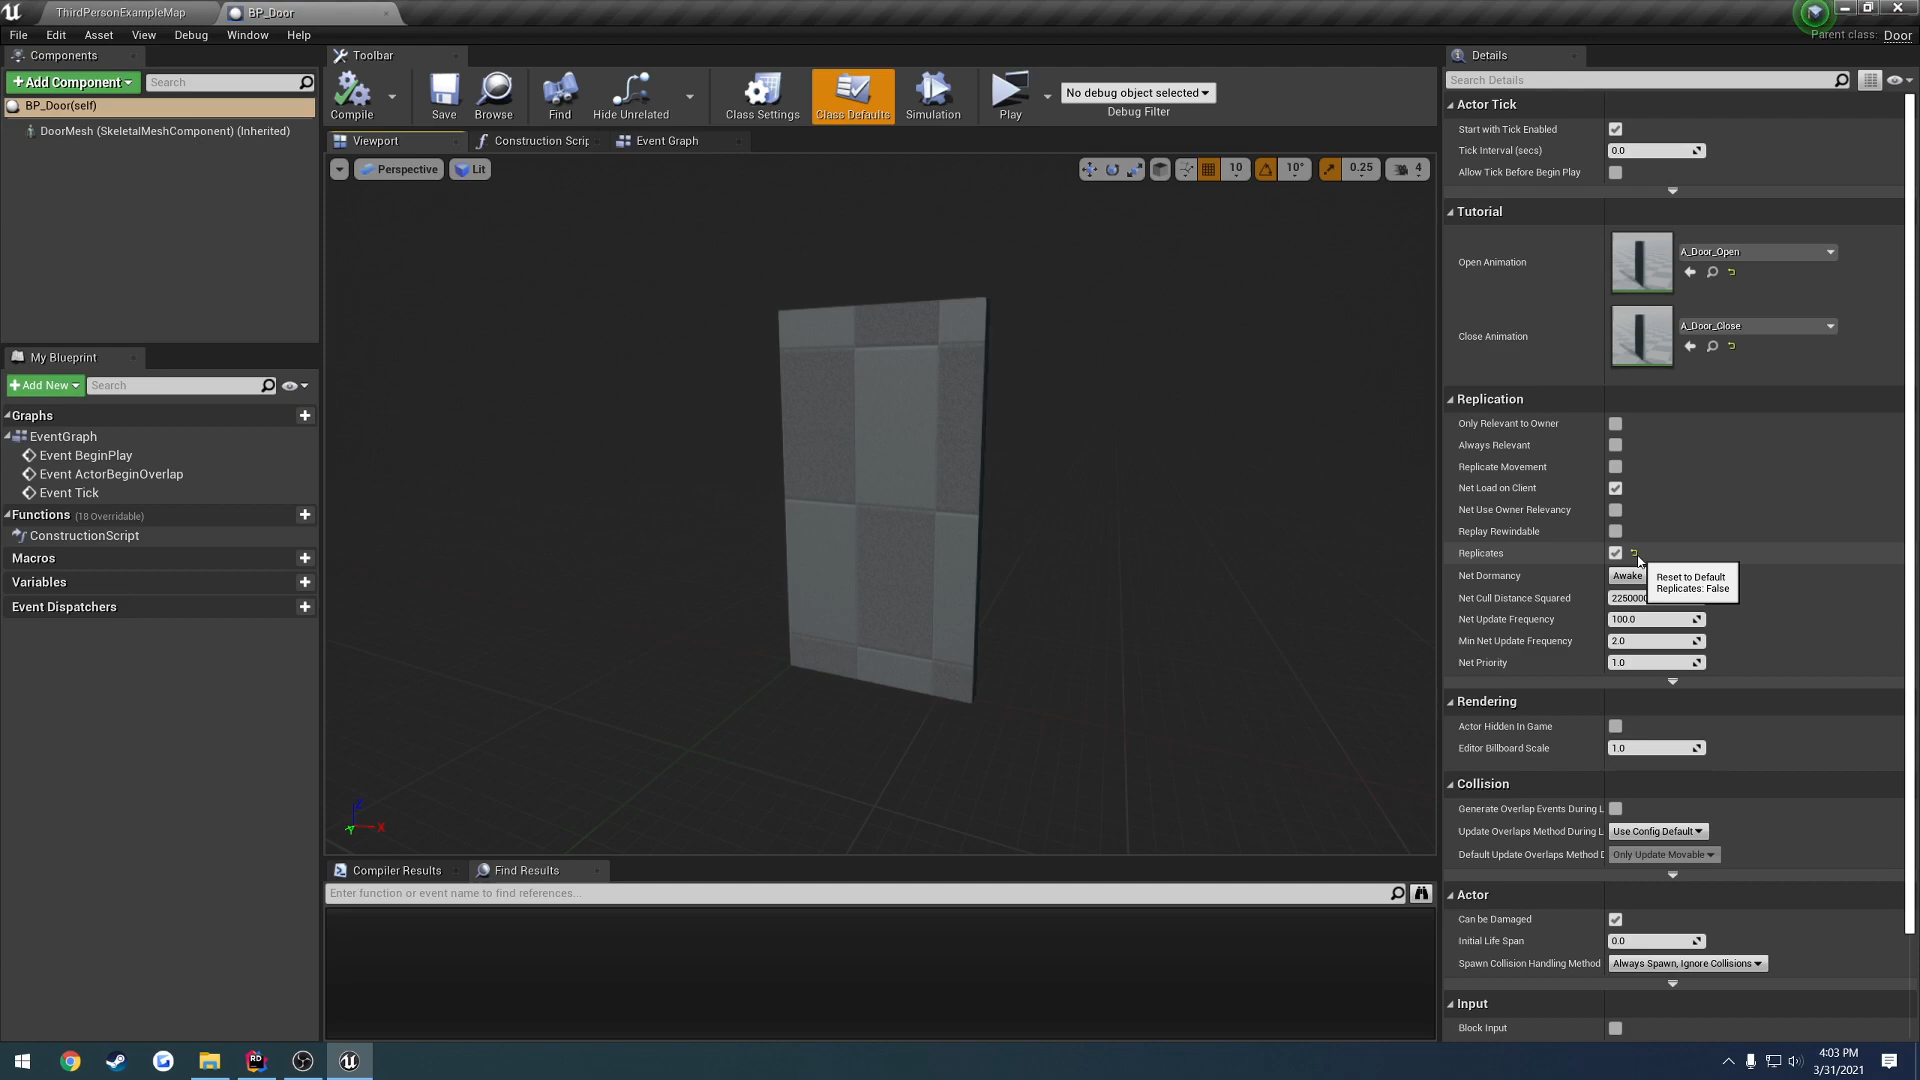 ThirdPersonExampleMap
BP_Door
File Edit Asset View Debug Window Help
Parent class: Door
Components
+Add Component
Search
BP_Door(self)
DoorMesh (SkeletalMeshComponent) (Inherited)
My Blueprint
+Add New
Search
Graphs
EventGraph
Event BeginPlay
Event ActorBeginOverlap
Event Tick
Functions (18 Overridable)
ConstructionScript
Macros
Variables
Event Dispatchers
Toolbar
Compile
Save
Browse
Find
Hide Unrelated
Class Settings
Class Defaults
Simulation
Play
No debug object selected
Debug Filter
Viewport
Construction Scrip
Event Graph
Perspective
Lit
10
10°
0.25
4
Z
X
Y
Compiler Results
Find Results
Enter function or event name to find references...
Details
Search Details
Actor Tick
Start with Tick Enabled
Tick Interval (secs) 0.0
Allow Tick Before Begin Play
Tutorial
Open Animation A_Door_Open
Close Animation A_Door_Close
Replication
Only Relevant to Owner
Always Relevant
Replicate Movement
Net Load on Client
Net Use Owner Relevancy
Replay Rewindable
Replicates
Net Dormancy Awake
Reset to Default
Replicates: False
Net Cull Distance Squared 2250000
Net Update Frequency 100.0
Min Net Update Frequency 2.0
Net Priority 1.0
Rendering
Actor Hidden In Game
Editor Billboard Scale 1.0
Collision
Generate Overlap Events During L
Update Overlaps Method During L Use Config Default
Default Update Overlaps Method D Only Update Movable
Actor
Can be Damaged
Initial Life Span 0.0
Spawn Collision Handling Method Always Spawn, Ignore Collisions
Input
Block Input
RD
4:03 PM
3/31/2021